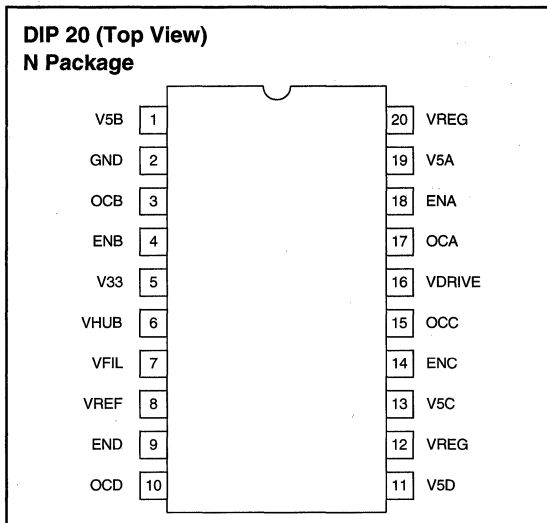 DIP 20 (Top View)
N Package
V5B 1 20 VREG
GND 2 19 V5A
OCB 3 18 ENA
ENB 4 17 OCA
V33 5 16 VDRIVE
VHUB 6 15 OCC
VFIL 7 14 ENC
VREF 8 13 V5C
END 9 12 VREG
OCD 10 11 V5D